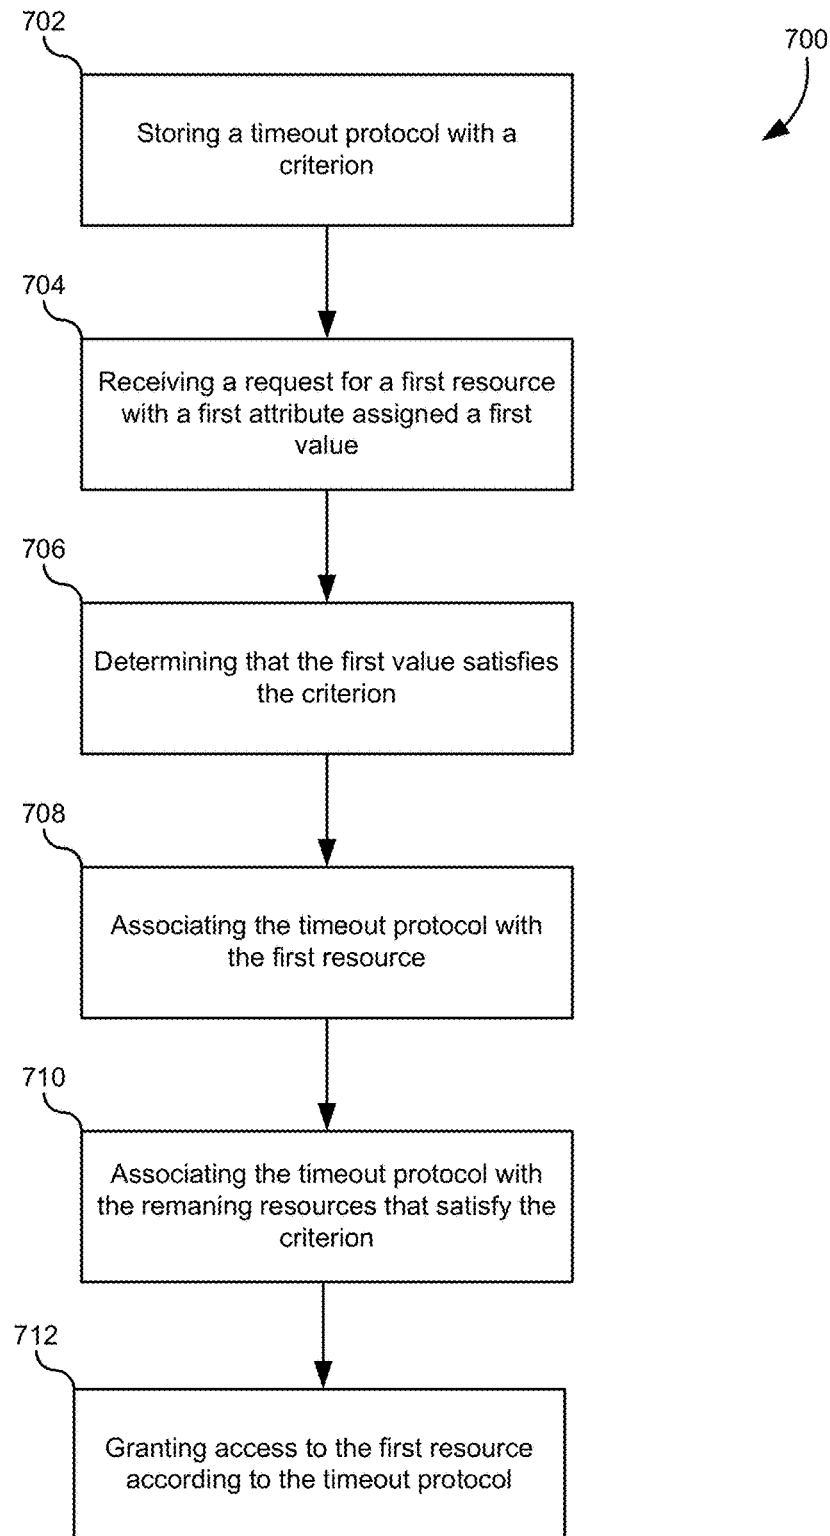 702
700
Storing a timeout protocol with a
criterion
704
Receiving a request for a first resource
with a first attribute assigned a first
value
706
Determining that the first value satisfies
the criterion
708
Associating the timeout protocol with
the first resource
710
Associating the timeout protocol with
the remaning resources that satisfy the
criterion
712
Granting access to the first resource
according to the timeout protocol